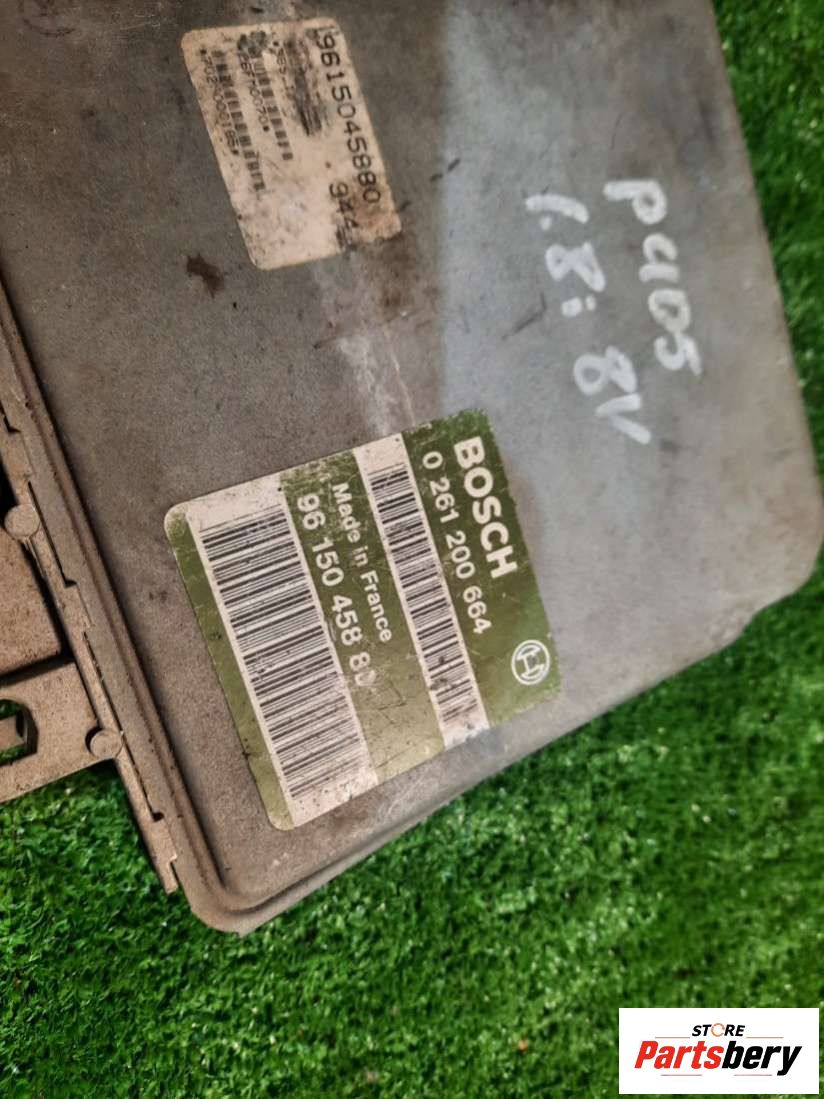 9615045880
944
BOSCH
0 261 200 664
Made in France
96 150 458 80
P405
1.8i 8V
STORE
Partsbery